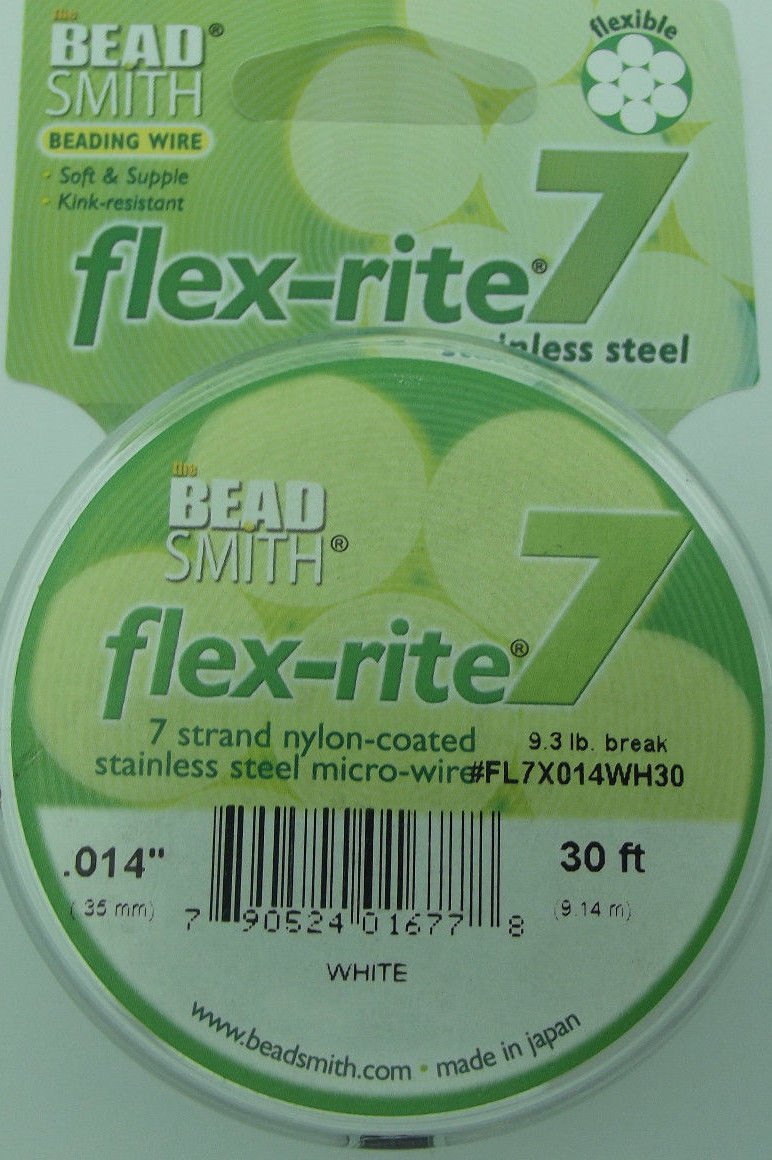 the
BEAD®
SMITH
BEADING WIRE
• Soft & Supple
• Kink-resistant
flexible
flex-rite® 7
stainless steel
the
BEAD
SMITH®
flex-rite® 7
7 strand nylon-coated
stainless steel micro-wire
9.3 lb. break
#FL7X014WH30
.014"
(.35 mm)
30 ft
(9.14 m)
7 90524 01677 8
WHITE
www.beadsmith.com • made in japan